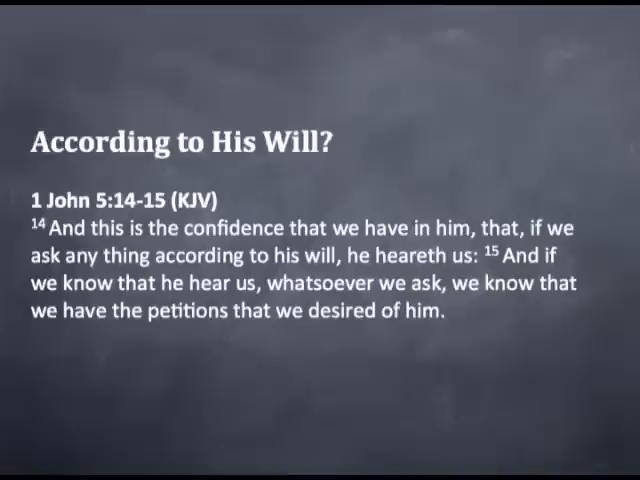 According to His Will?
1 John 5:14-15 (KJV)
14 And this is the confidence that we have in him, that, if we
ask any thing according to his will, he heareth us: 15 And if
we know that he hear us, whatsoever we ask, we know that
we have the petitions that we desired of him.